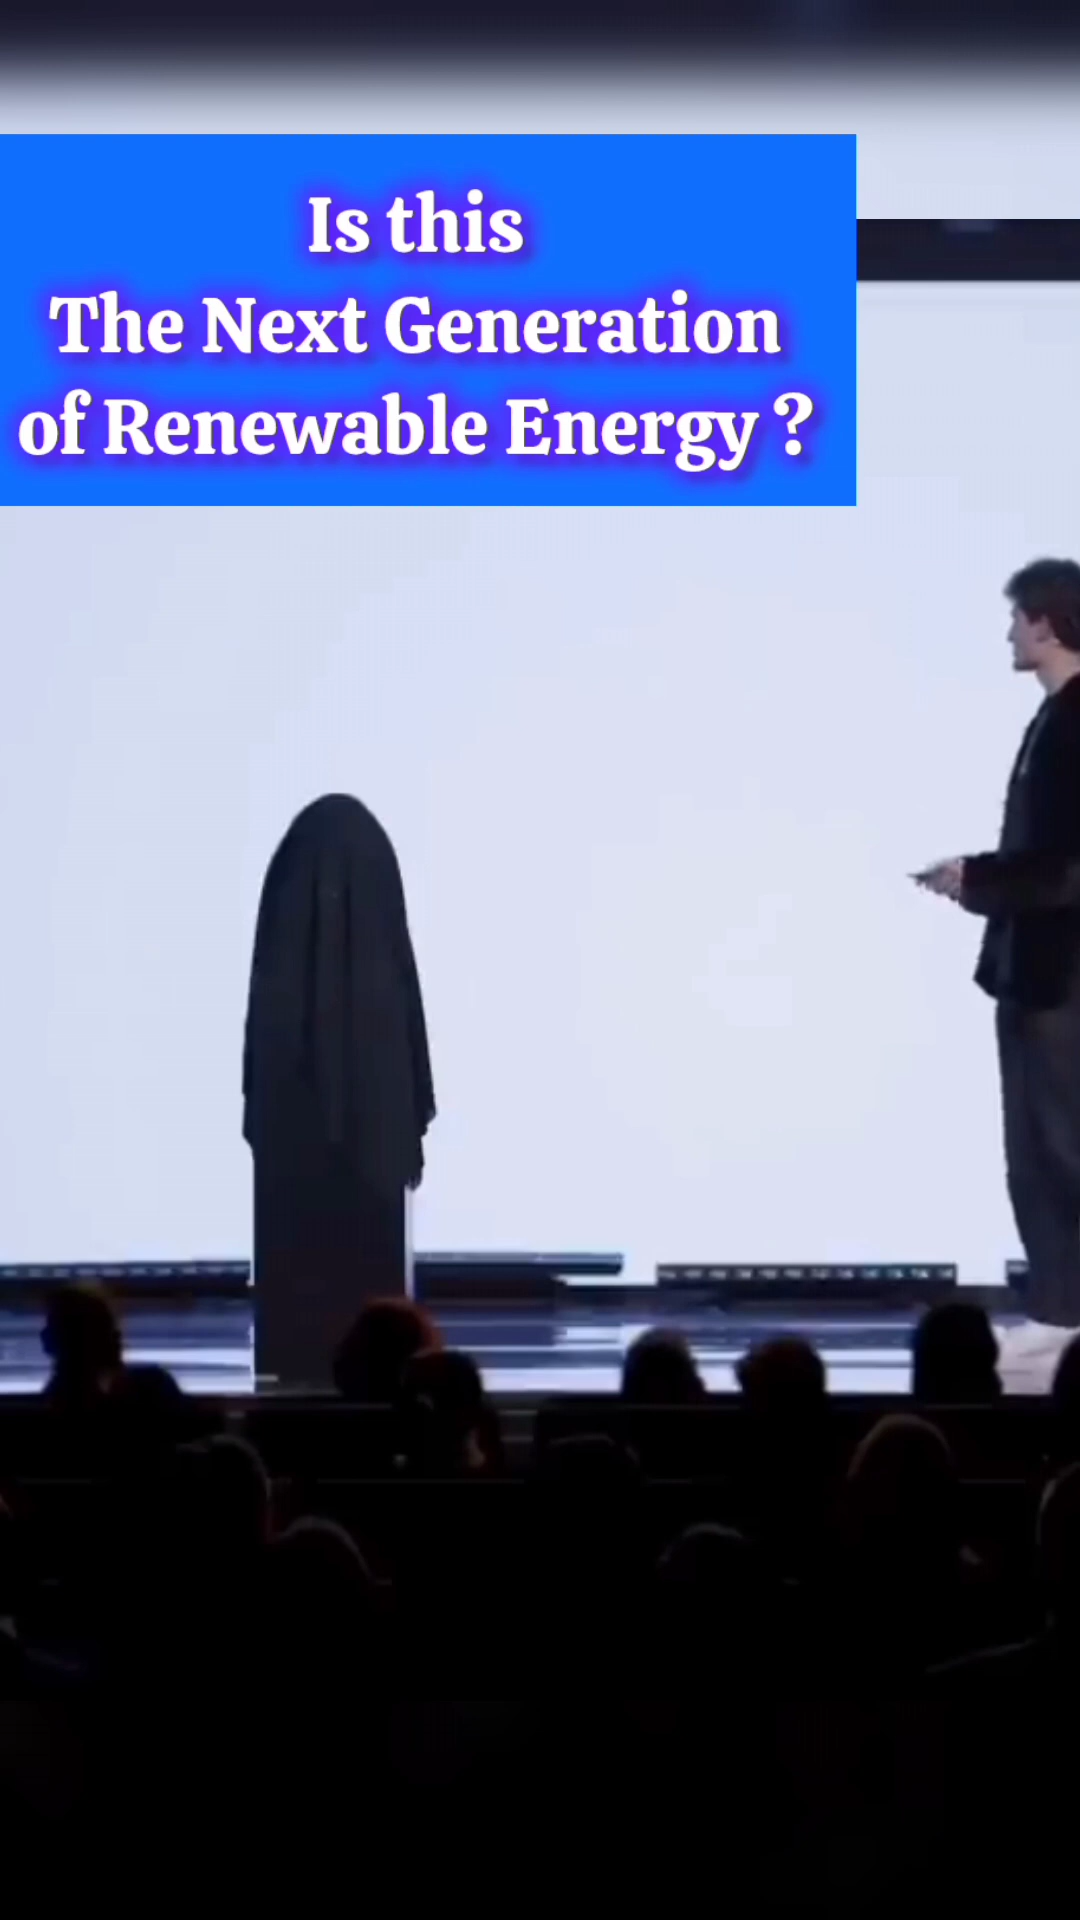 Is this
The Next Generation
of Renewable Energy ?